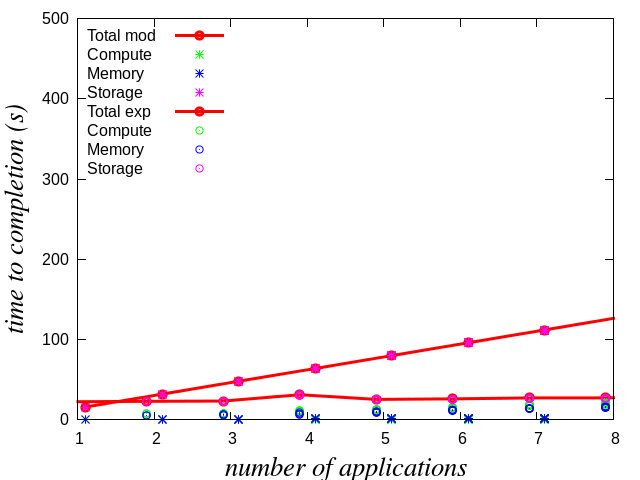 500
400
300
200
100
0
time to completion (s)
Total mod
Compute
Memory
Storage
Total exp
Compute
Memory
Storage
1 2 3 4 5 6 7 8
number of applications